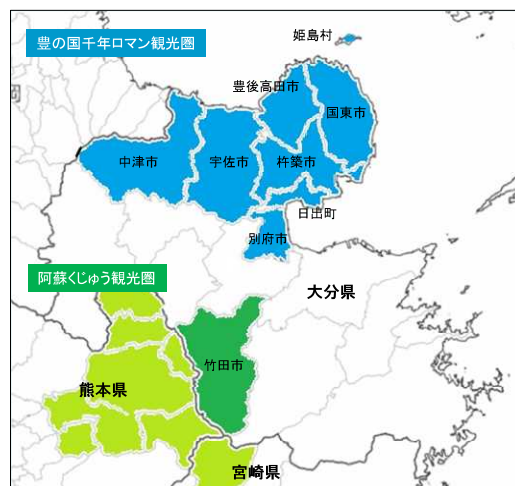 豊の国千年ロマン観光圏
姫島村
豊後高田市
国東市
中津市
宇佐市
杵築市
日出町
別府市
阿蘇くじゅう観光圏
大分県
竹田市
熊本県
宮崎県